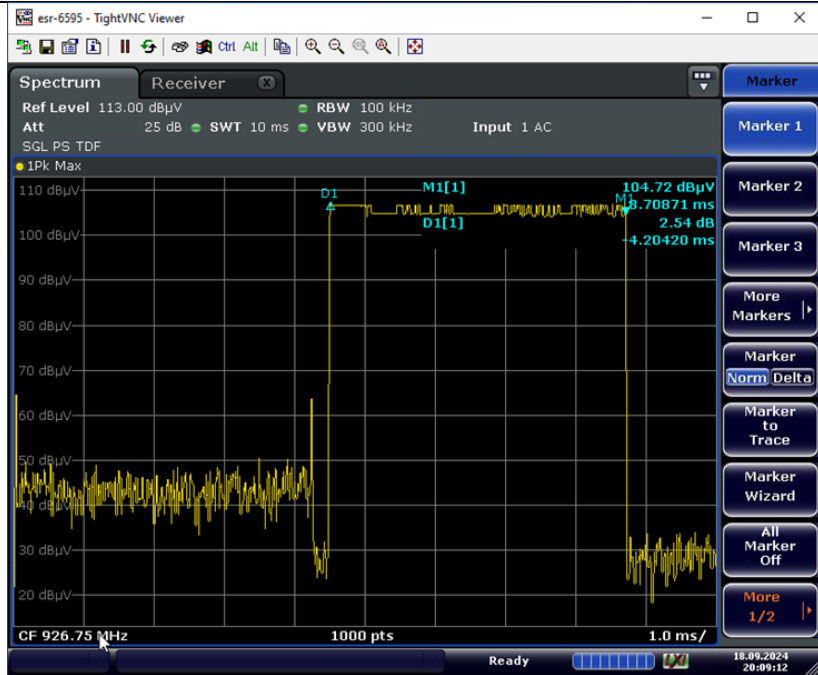 esr-6595 - TightVNC Viewer
Ctrl Alt
Spectrum Receiver
Ref Level 113.00 dBµV RBW 100 kHz
Att 25 dB SWT 10 ms VBW 300 kHz Input 1 AC
SGL PS TDF
1Pk Max
110 dBµV
D1
M1[1] 104.72 dBµV
M1
8.70871 ms
D1[1] 2.54 dB
-4.20420 ms
100 dBµV
90 dBµV
80 dBµV
70 dBµV
60 dBµV
50 dBµV
40 dBµV
30 dBµV
20 dBµV
CF 926.75 MHz 1000 pts 1.0 ms/
Ready
18.09.2024
20:09:12
Marker
Marker 1
Marker 2
Marker 3
More
Markers
Marker
Norm Delta
Marker
to
Trace
Marker
Wizard
All
Marker
Off
More
1/2